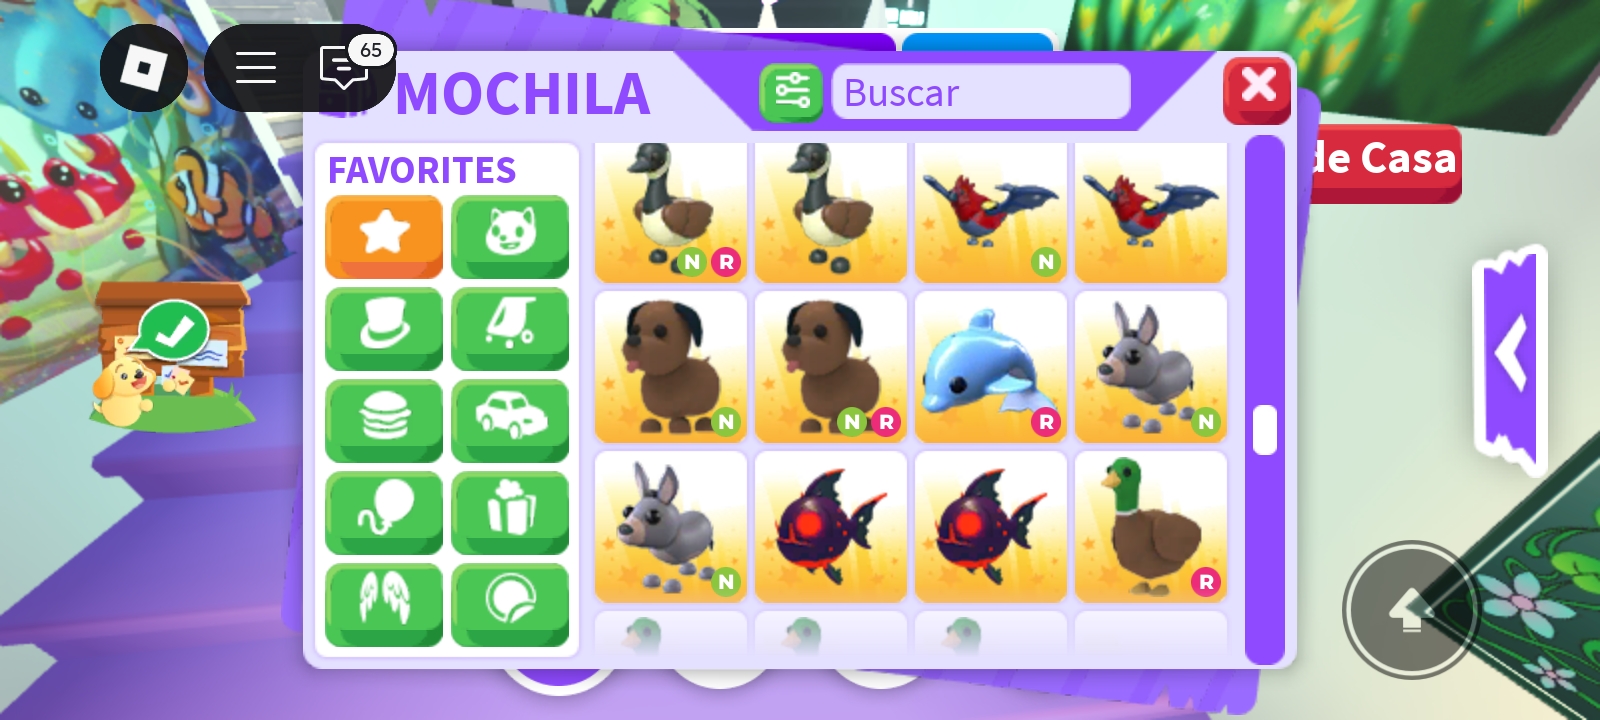 65
MOCHILA
Buscar
de Casa
FAVORITES
N R
N
N
N R
R
N
N
R